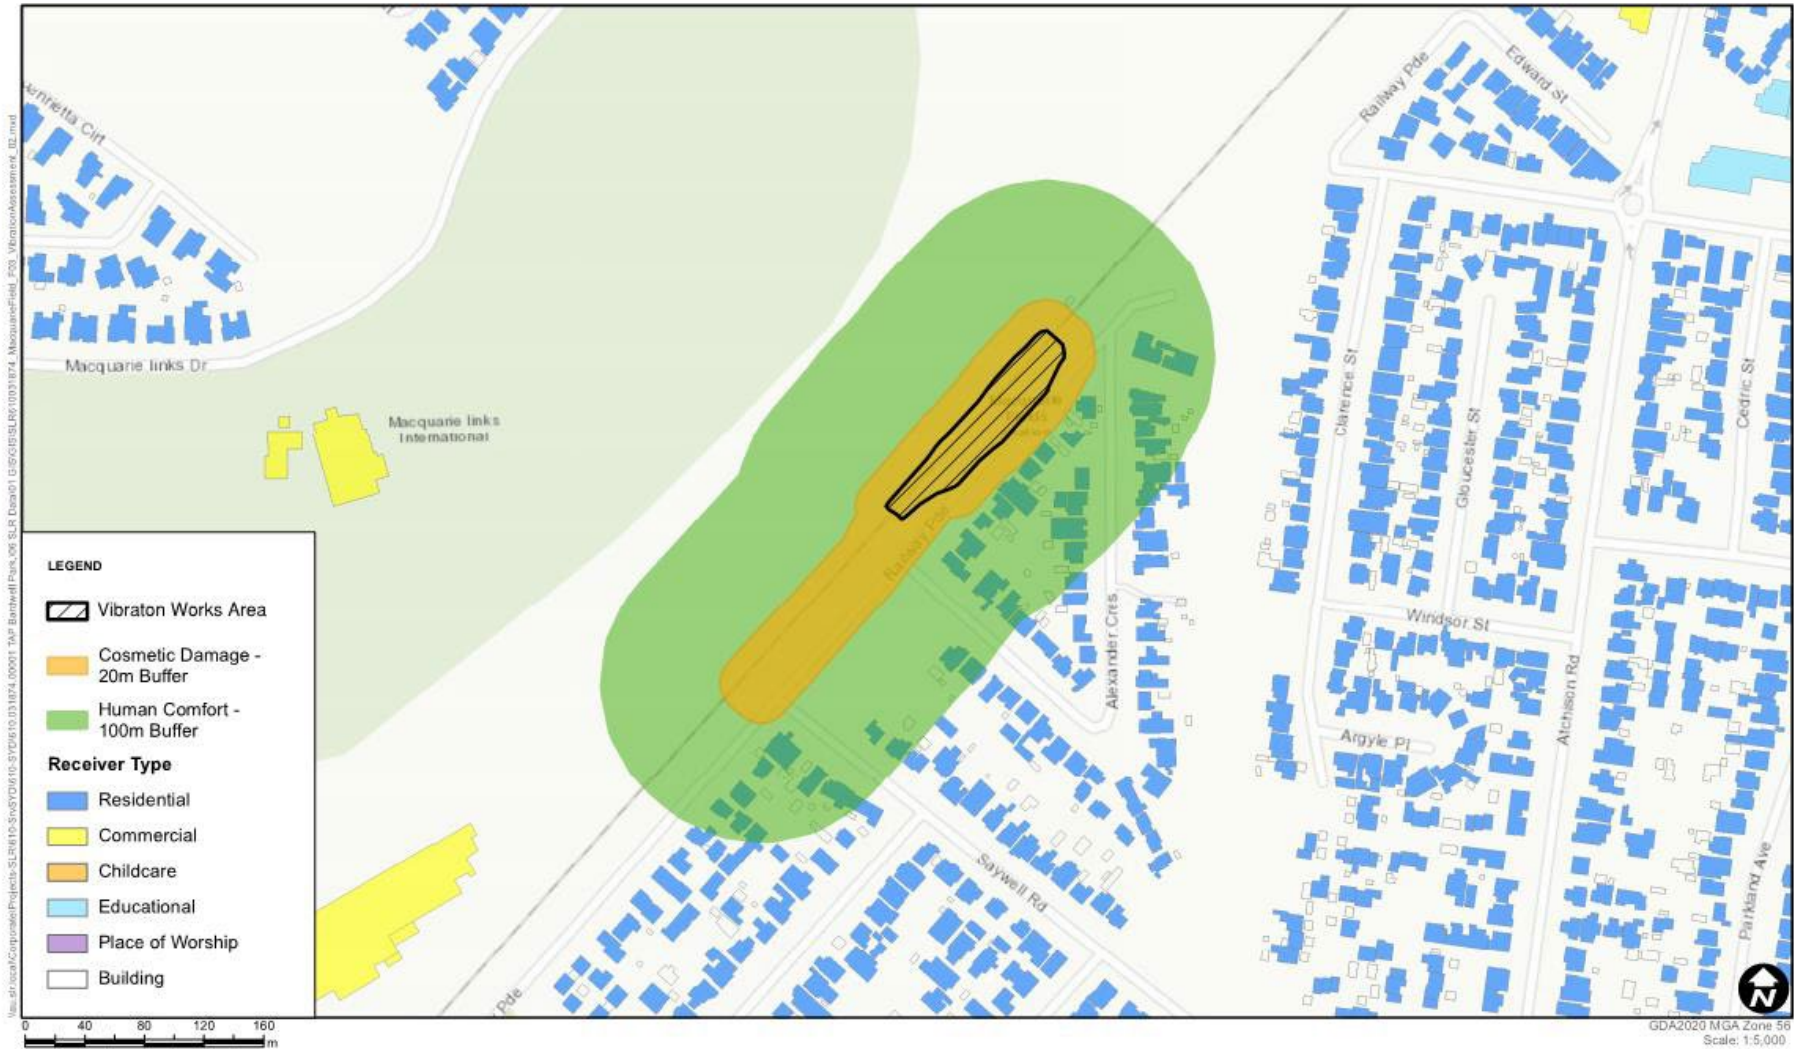 Henrietta Cirt
Macquarie links Dr
Macquarie links
International
Railway Pde
Edward St
Clarence St
Gloucester St
Cedric St
Railway Pde
Alexander Cres
Windsor St
Argyle Pl
Atchison Rd
Saywell Rd
Parkland Ave
Pde
LEGEND
Vibraton Works Area
Cosmetic Damage -
20m Buffer
Human Comfort -
100m Buffer
Receiver Type
Residential
Commercial
Childcare
Educational
Place of Worship
Building
0 40 80 120 160
m
N
GDA2020 MGA Zone 56
Scale: 1:5,000